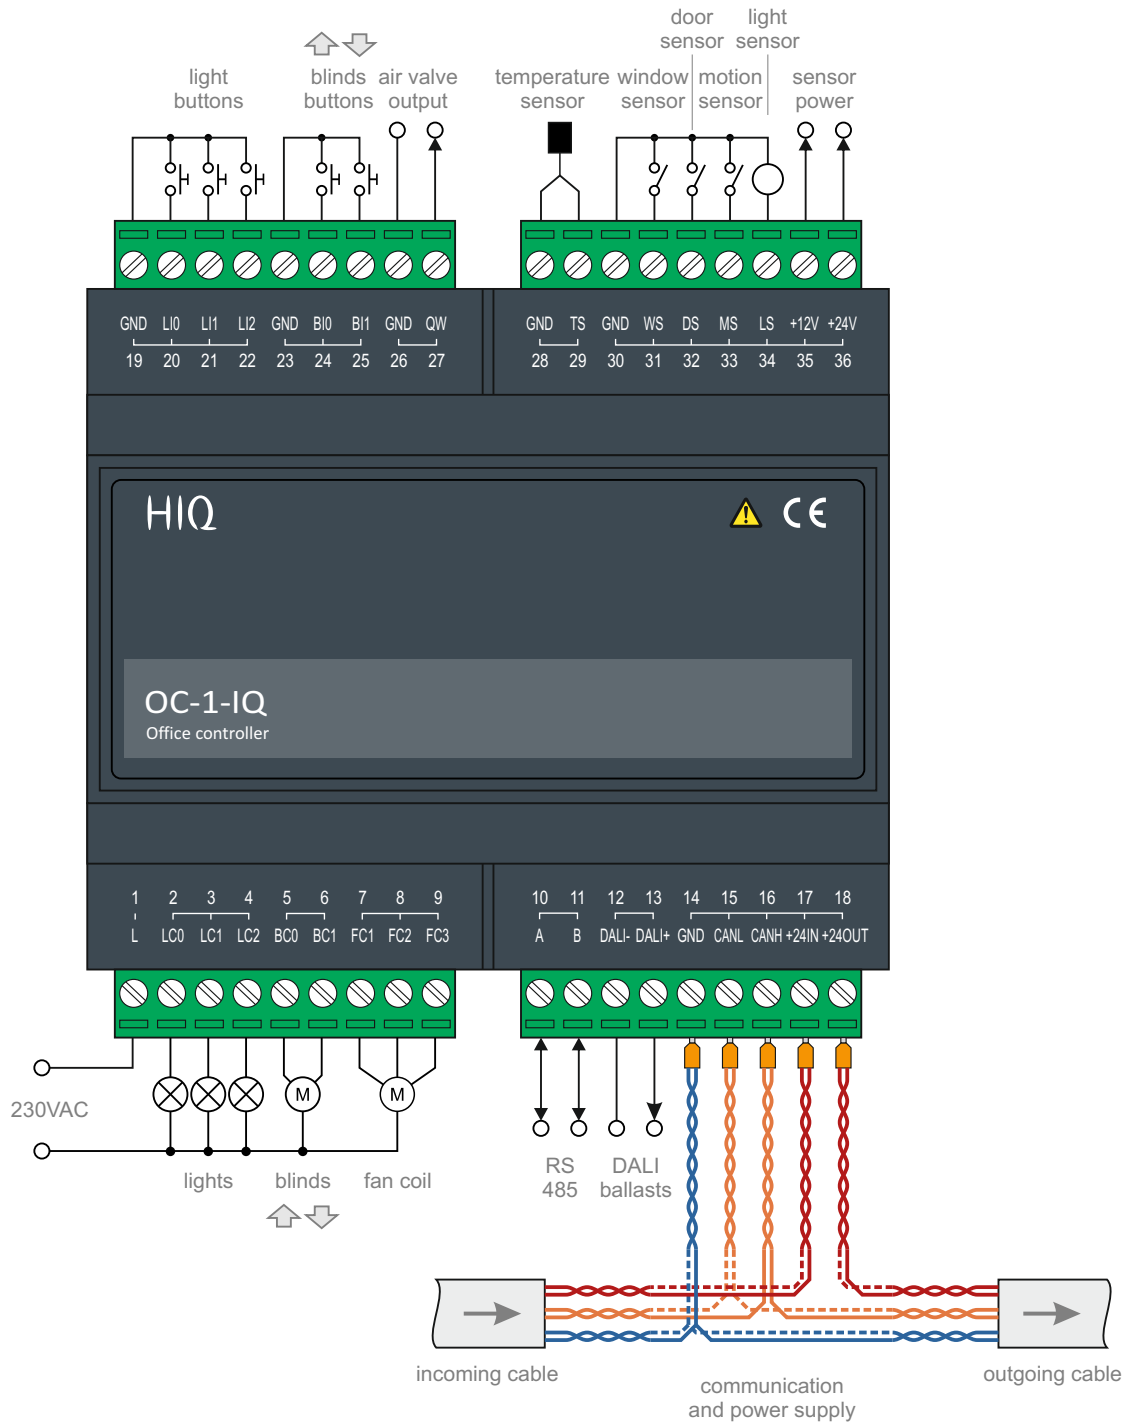 door light
sensor sensor
light blinds air valve temperature window motion sensor
buttons buttons output sensor sensor sensor power
GND LI0 LI1 LI2 GND BI0 BI1 GND QW GND TS GND WS DS MS LS +12V +24V
19 20 21 22 23 24 25 26 27 28 29 30 31 32 33 34 35 36
HIQ CE
OC-1-IQ
Office controller
1 2 3 4 5 6 7 8 9 10 11 12 13 14 15 16 17 18
L LC0 LC1 LC2 BC0 BC1 FC1 FC2 FC3 A B DALI- DALI+ GND CANL CANH +24IN +24OUT
M M
230VAC
RS DALI
485 ballasts
lights blinds fan coil
incoming cable outgoing cable
communication
and power supply